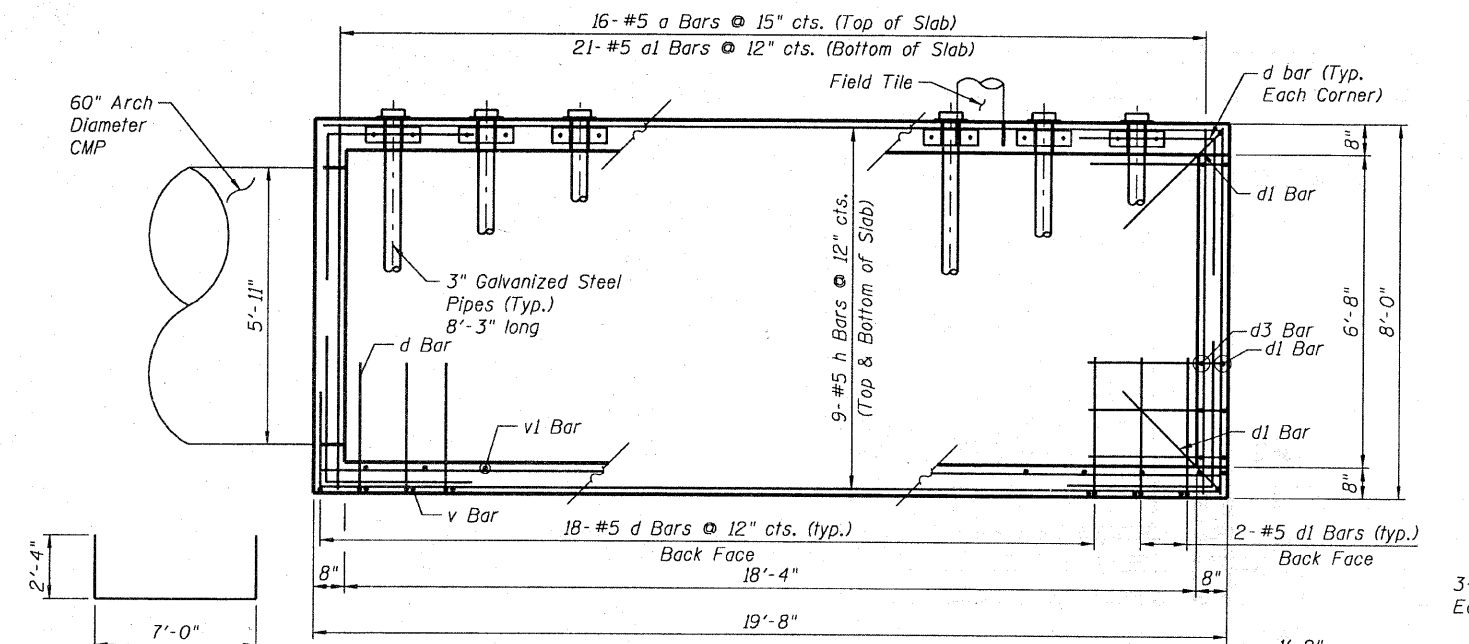 16-#5 a Bars @ 15" cts. (Top of Slab)
21-#5 a1 Bars @ 12" cts. (Bottom of Slab)
Field Tile
d bar (Typ.
Each Corner)
60" Arch
Diameter
CMP
8"
d1 Bar
5'-11"
3" Galvanized Steel
Pipes (Typ.)
8'-3" long
9-#5 h Bars @ 12" cts.
(Top & Bottom of Slab)
6'-8"
8'-0"
d Bar
d3 Bar
d1 Bar
v1 Bar
d1 Bar
8"
v Bar
18-#5 d Bars @ 12" cts. (typ.)
Back Face
2-#5 d1 Bars (typ.)
Back Face
2'-4"
8"
18'-4"
8"
3-
7'-0"
19'-8"